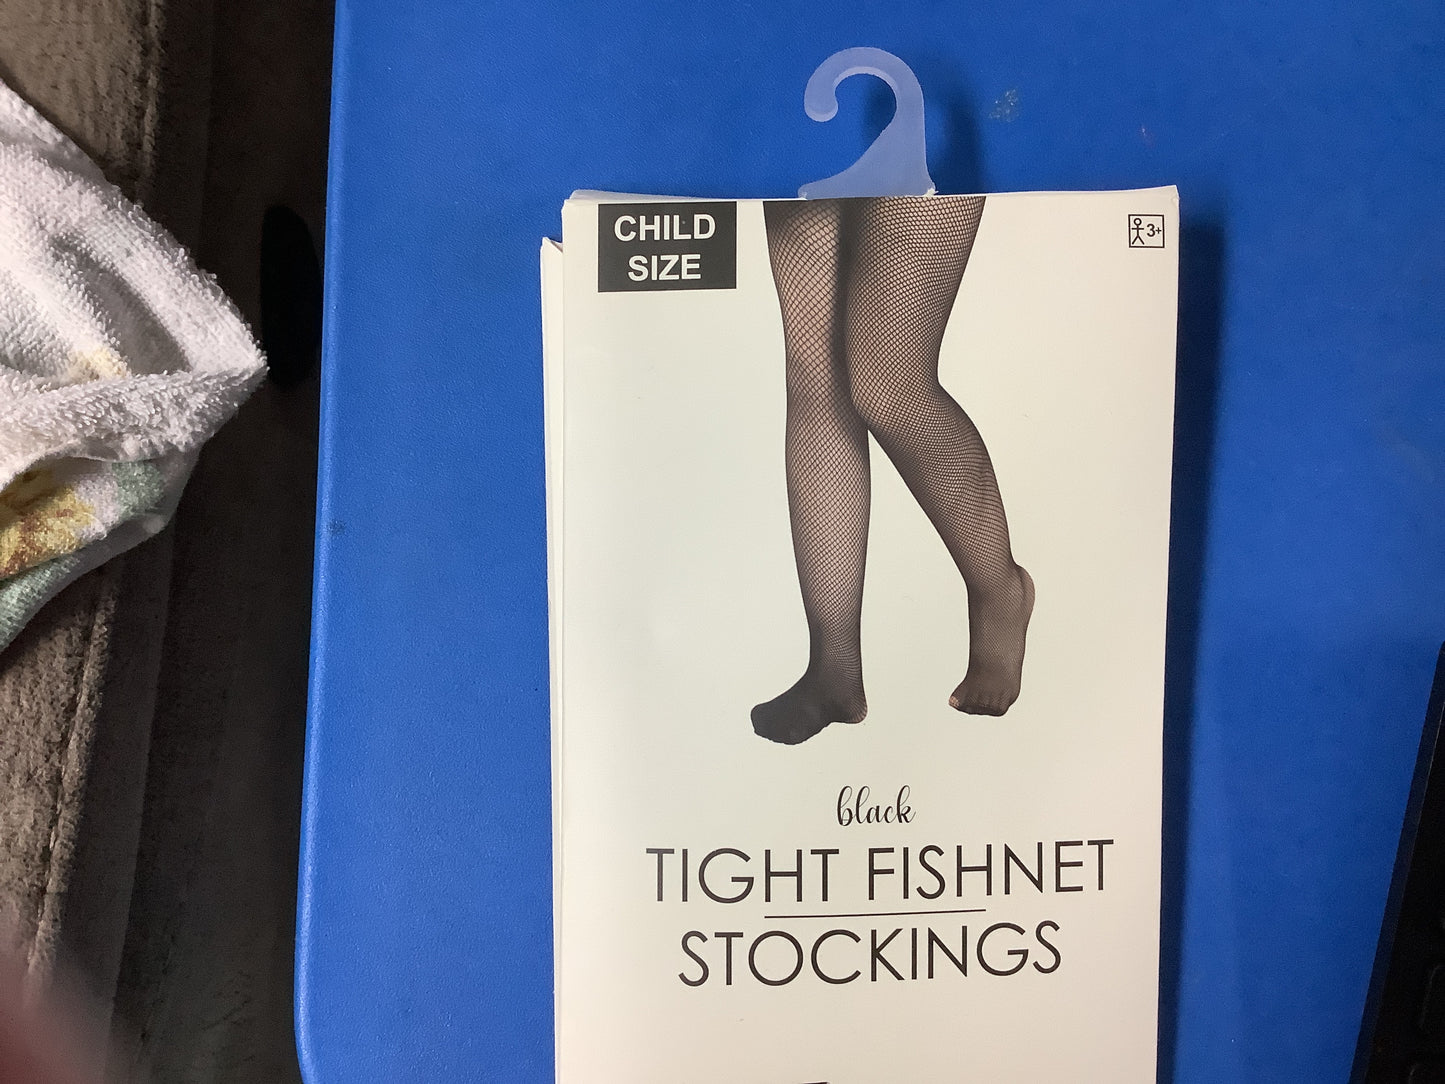 CHILD
SIZE
3+
black
TIGHT FISHNET
STOCKINGS